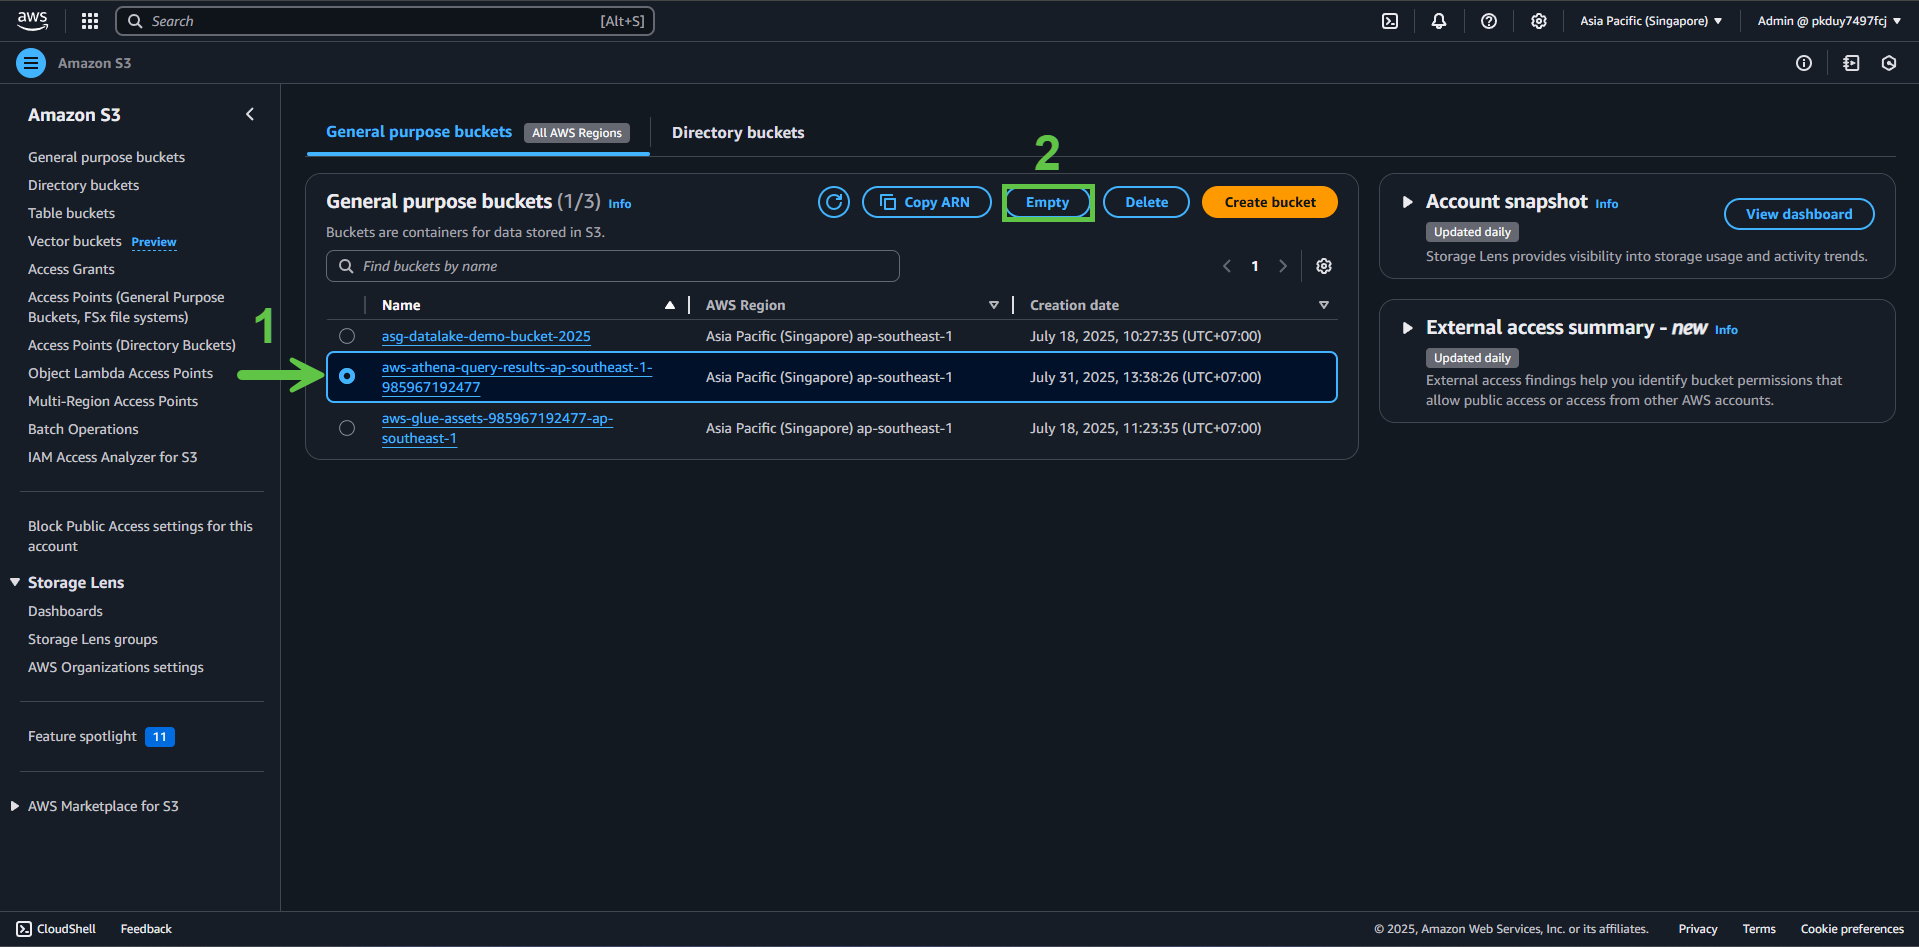 aws
Search
[Alt+S]
Asia Pacific (Singapore)
Admin @ pkduy7497fcj
Amazon S3
Amazon S3
General purpose buckets
Directory buckets
Table buckets
Vector buckets Preview
Access Grants
Access Points (General Purpose
Buckets, FSx file systems)
Access Points (Directory Buckets)
Object Lambda Access Points
Multi-Region Access Points
Batch Operations
IAM Access Analyzer for S3
Block Public Access settings for this
account
Storage Lens
Dashboards
Storage Lens groups
AWS Organizations settings
Feature spotlight 11
AWS Marketplace for S3
General purpose buckets All AWS Regions
Directory buckets
2
General purpose buckets (1/3) Info
Copy ARN
Empty
Delete
Create bucket
Buckets are containers for data stored in S3.
Find buckets by name
1
Name
AWS Region
Creation date
asg-datalake-demo-bucket-2025
Asia Pacific (Singapore) ap-southeast-1
July 18, 2025, 10:27:35 (UTC+07:00)
1
aws-athena-query-results-ap-southeast-1-
985967192477
Asia Pacific (Singapore) ap-southeast-1
July 31, 2025, 13:38:26 (UTC+07:00)
aws-glue-assets-985967192477-ap-
southeast-1
Asia Pacific (Singapore) ap-southeast-1
July 18, 2025, 11:23:35 (UTC+07:00)
Account snapshot Info
View dashboard
Updated daily
Storage Lens provides visibility into storage usage and activity trends.
External access summary - new Info
Updated daily
External access findings help you identify bucket permissions that
allow public access or access from other AWS accounts.
CloudShell
Feedback
© 2025, Amazon Web Services, Inc. or its affiliates.
Privacy
Terms
Cookie preferences